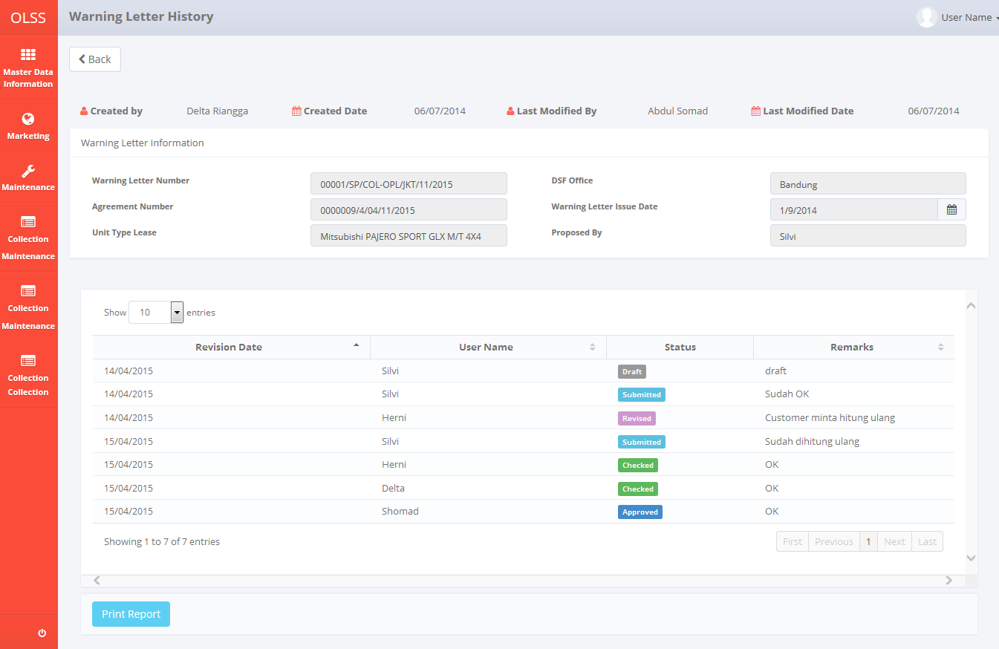 OLSS
Warning Letter History
User Name
Master Data
Information
Marketing
Maintenance
Collection
Maintenance
Collection
Maintenance
Collection
Collection
Back
Created by Delta Riangga Created Date 06/07/2014 Last Modified By Abdul Somad Last Modified Date 06/07/2014
Warning Letter Information
Warning Letter Number 00001/SP/COL-OPL/JKT/11/2015 DSF Office Bandung
Agreement Number 0000009/4/04/11/2015 Warning Letter Issue Date 1/9/2014
Unit Type Lease Mitsubishi PAJERO SPORT GLX M/T 4X4 Proposed By Silvi
Show 10 entries
Revision Date User Name Status Remarks
14/04/2015 Silvi Draft draft
14/04/2015 Silvi Submitted Sudah OK
14/04/2015 Herni Revised Customer minta hitung ulang
15/04/2015 Silvi Submitted Sudah dihitung ulang
15/04/2015 Herni Checked OK
15/04/2015 Delta Checked OK
15/04/2015 Shomad Approved OK
Showing 1 to 7 of 7 entries First Previous 1 Next Last
Print Report